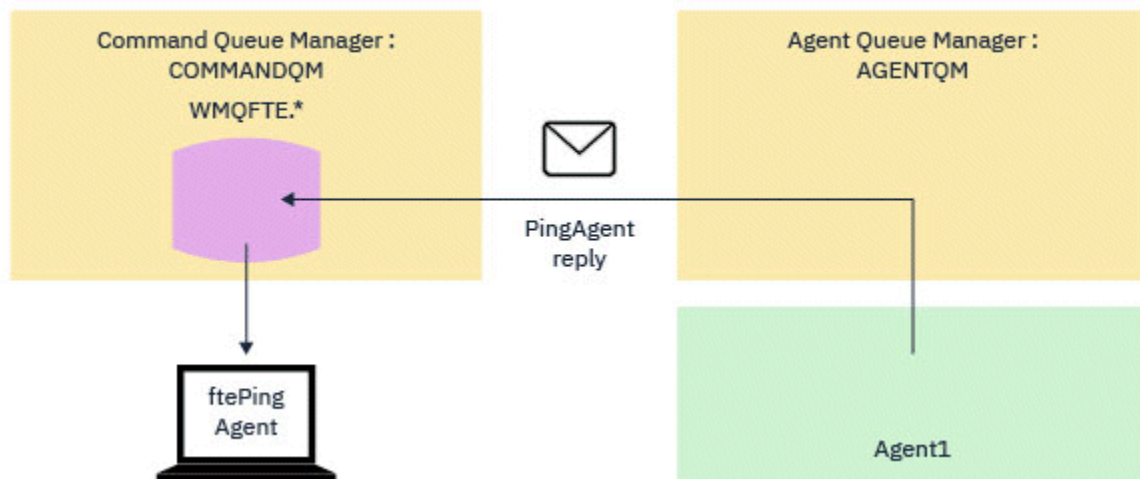 Command Queue Manager :
COMMANDQM
WMQFTE.*
Agent Queue Manager :
AGENTQM
PingAgent
reply
ftePing
Agent
Agent1